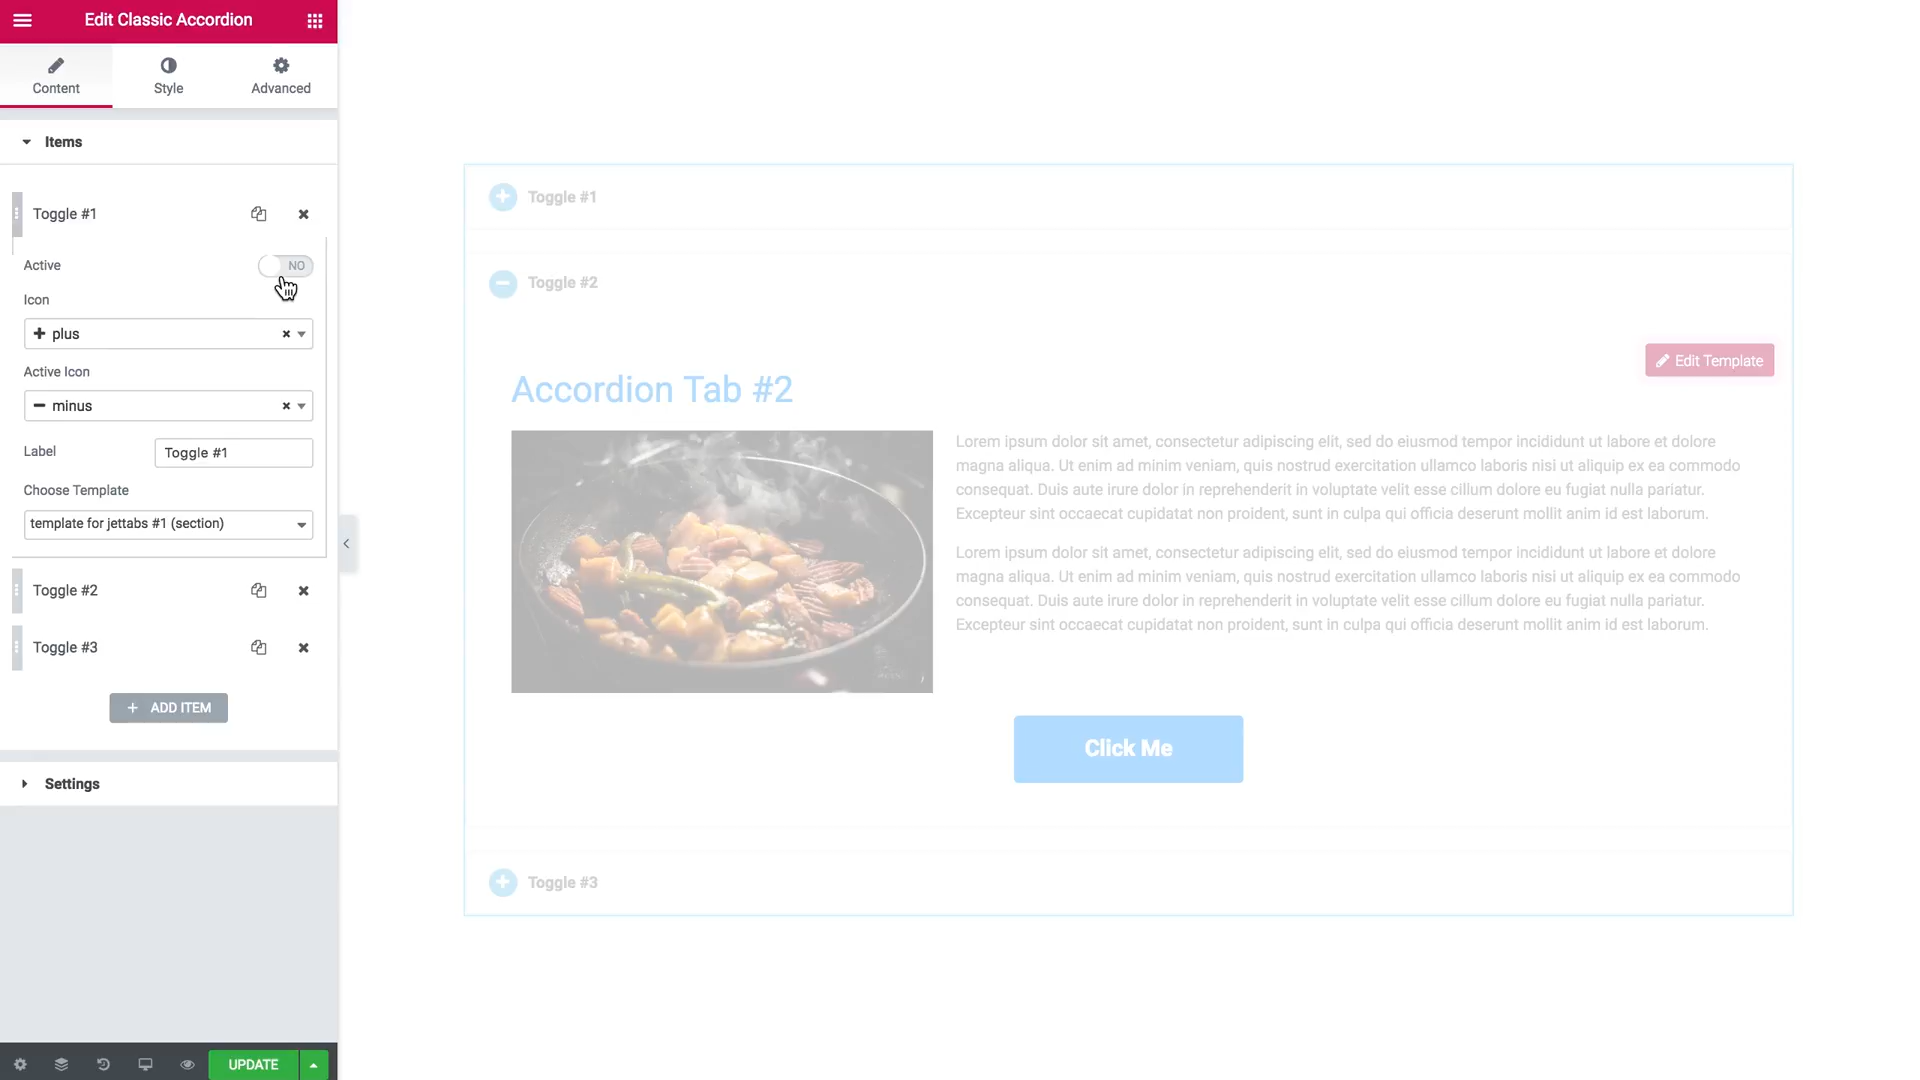 Edit Classic Accordion
Content
Style
Advanced
Items
Toggle #1
Active
NO
Icon
plus
Active Icon
minus
Label
Toggle #1
Choose Template
template for jettabs #1 (section)
Toggle #2
Toggle #3
ADD ITEM
Settings
UPDATE
Toggle #1
Toggle #2
Edit Template
Accordion Tab #2
Lorem ipsum dolor sit amet, consectetur adipiscing elit, sed do eiusmod tempor incididunt ut labore et dolore
magna aliqua. Ut enim ad minim veniam, quis nostrud exercitation ullamco laboris nisi ut aliquip ex ea commodo
consequat. Duis aute irure dolor in reprehenderit in voluptate velit esse cillum dolore eu fugiat nulla pariatur.
Excepteur sint occaecat cupidatat non proident, sunt in culpa qui officia deserunt mollit anim id est laborum.
Lorem ipsum dolor sit amet, consectetur adipiscing elit, sed do eiusmod tempor incididunt ut labore et dolore
magna aliqua. Ut enim ad minim veniam, quis nostrud exercitation ullamco laboris nisi ut aliquip ex ea commodo
consequat. Duis aute irure dolor in reprehenderit in voluptate velit esse cillum dolore eu fugiat nulla pariatur.
Excepteur sint occaecat cupidatat non proident, sunt in culpa qui officia deserunt mollit anim id est laborum.
Click Me
Toggle #3